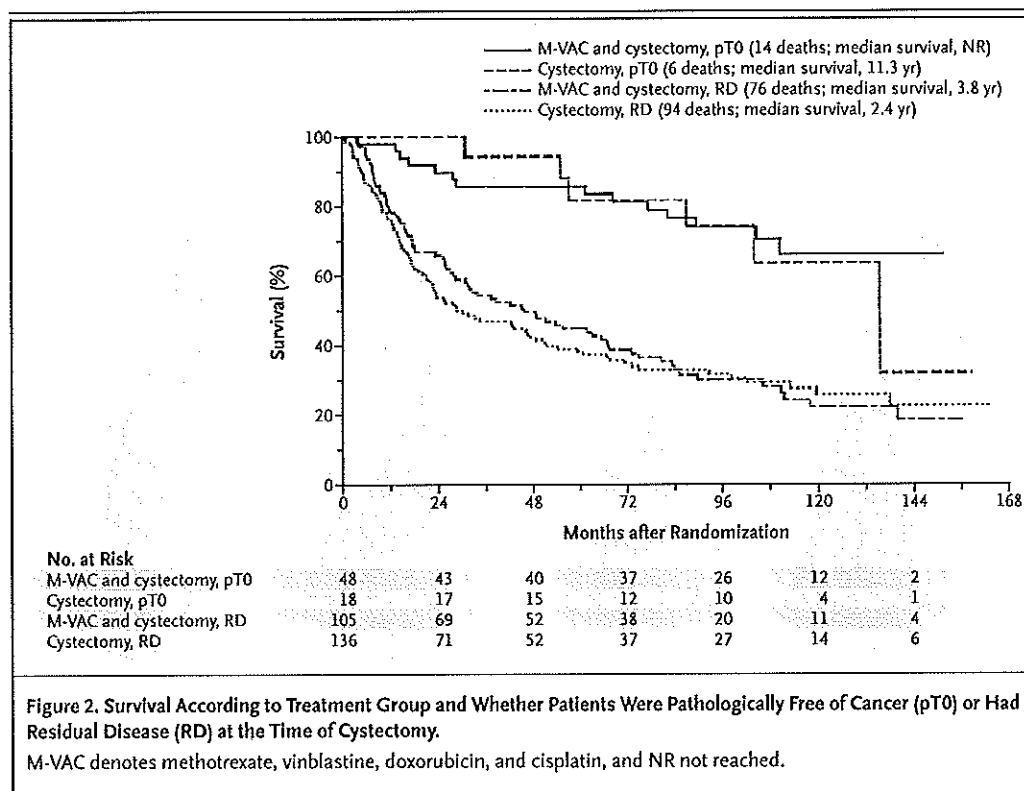 M-VAC and cystectomy, pT0 (14 deaths; median survival, NR)
Cystectomy, pT0 (6 deaths; median survival, 11.3 yr)
M-VAC and cystectomy, RD (76 deaths; median survival, 3.8 yr)
Cystectomy, RD (94 deaths; median survival, 2.4 yr)
100
80
60
40
20
0
Survival (%)
0 24 48 72 96 120 144 168
Months after Randomization
No. at Risk
M-VAC and cystectomy, pT0 48 43 40 37 26 12 2
Cystectomy, pT0 18 17 15 12 10 4 1
M-VAC and cystectomy, RD 105 69 52 38 20 11 4
Cystectomy, RD 136 71 52 37 27 14 6
Figure 2. Survival According to Treatment Group and Whether Patients Were Pathologically Free of Cancer (pT0) or Had
Residual Disease (RD) at the Time of Cystectomy.
M-VAC denotes methotrexate, vinblastine, doxorubicin, and cisplatin, and NR not reached.